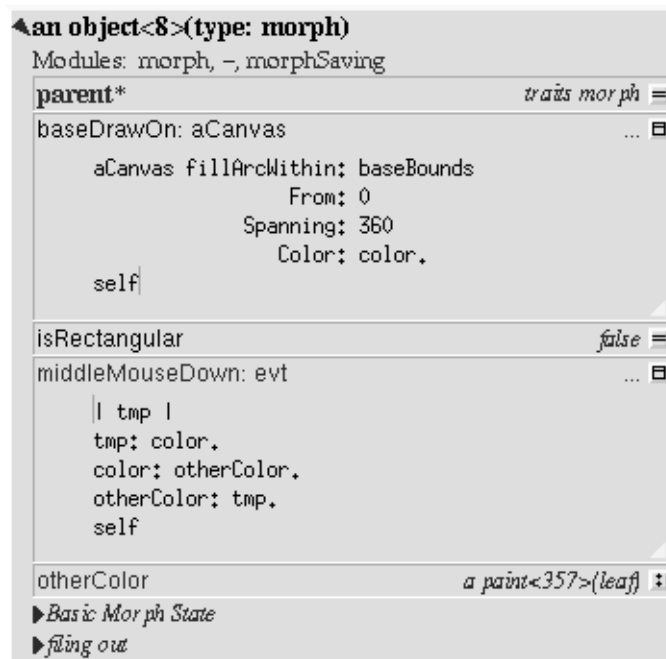 an object<8>(type: morph)
Modules: morph, –, morphSaving
parent* traits morph =
baseDrawOn: aCanvas ...
aCanvas fillArcWithin: baseBounds
From: 0
Spanning: 360
Color: color.
self
isRectangular false =
middleMouseDown: evt ...
| tmp |
tmp: color.
color: otherColor.
otherColor: tmp.
self
otherColor a paint<357>(leaf) :
Basic Morph State
filing out